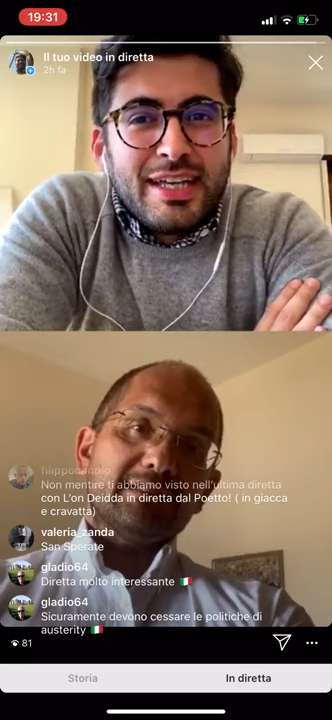 19:31
Il tuo video in diretta
2h fa
Non mentire ti abbiamo visto nell'ultima diretta
con L'on Deidda in diretta dal Poetto! ( in giacca
e cravatta)
valeria_zanda
San Sperate
gladio64
Diretta molto interessante 🇮🇹
gladio64
Sicuramente devono cessare le politiche di
austerity 🇮🇹
81
Storia
In diretta